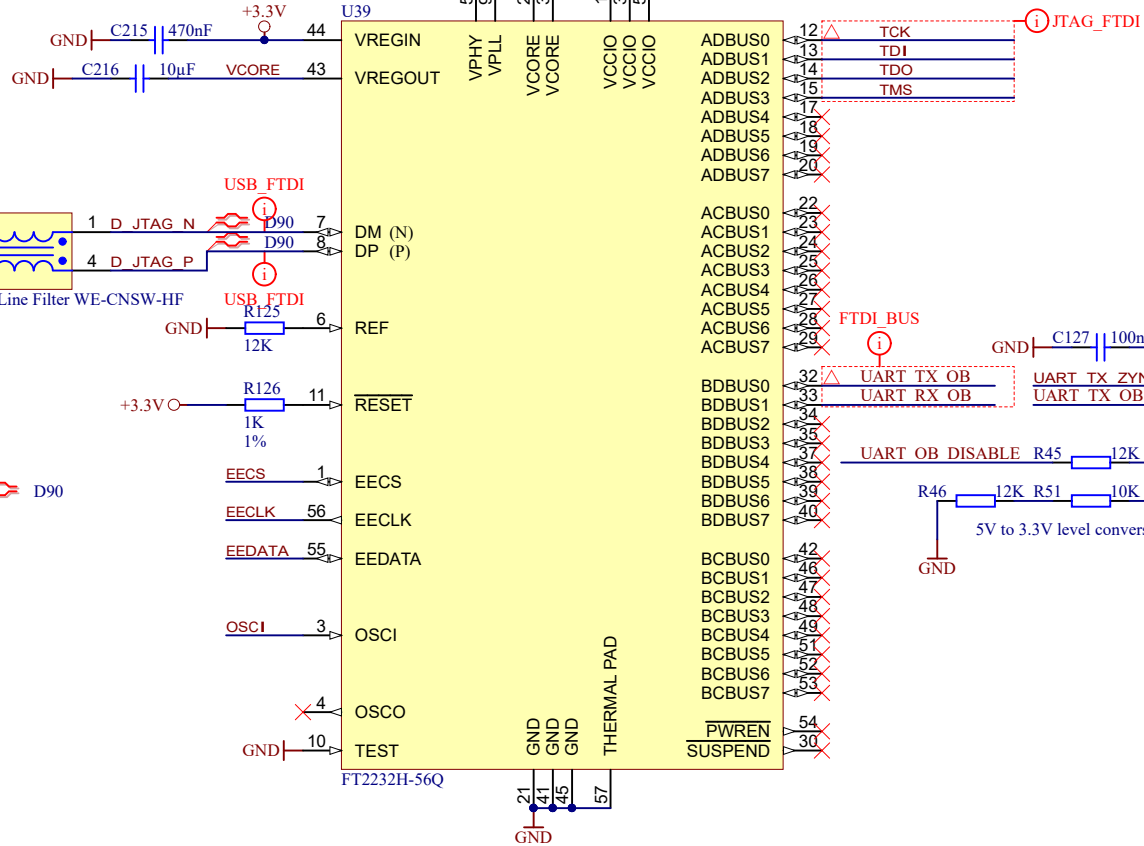 +3.3V
U39
JTAG_FTDI
GND C215 470nF 44 VREGIN
GND C216 10µF VCORE 43 VREGOUT
VPHY VPLL VCORE VCORE VCCIO VCCIO VCCIO
ADBUS0 12 TCK
ADBUS1 13 TDI
ADBUS2 14 TDO
ADBUS3 15 TMS
ADBUS4 17
ADBUS5 18
ADBUS6 19
ADBUS7 20
USB_FTDI
ACBUS0 22
1 D_JTAG_N D90 7 DM (N)
ACBUS1 23
4 D_JTAG_P D90 8 DP (P)
ACBUS2 24
ACBUS3 25
ACBUS4 26
Line Filter WE-CNSW-HF
USB_FTDI
ACBUS5 27
GND R125 12K 6 REF
ACBUS6 28
ACBUS7 29
FTDI_BUS
GND C127 100n
BDBUS0 32 UART_TX_OB
UART_TX_ZYN
+3.3V R126 1K 1% 11 RESET
BDBUS1 33 UART_RX_OB
UART_TX_OB
BDBUS2 34
BDBUS3 35
BDBUS4 37
UART_OB_DISABLE R45 12K
EECS 1 EECS
BDBUS5 38
D90
BDBUS6 39
R46 12K R51 10K
EECLK 56 EECLK
BDBUS7 40
5V to 3.3V level convers
GND
EEDATA 55 EEDATA
BCBUS0 42
BCBUS1 46
BCBUS2 47
BCBUS3 48
OSCI 3 OSCI
BCBUS4 49
BCBUS5 51
BCBUS6 52
BCBUS7 53
4 OSCO
PWREN 54
GND 10 TEST
SUSPEND 30
GND GND GND THERMAL PAD
FT2232H-56Q
21 41 45 57
GND